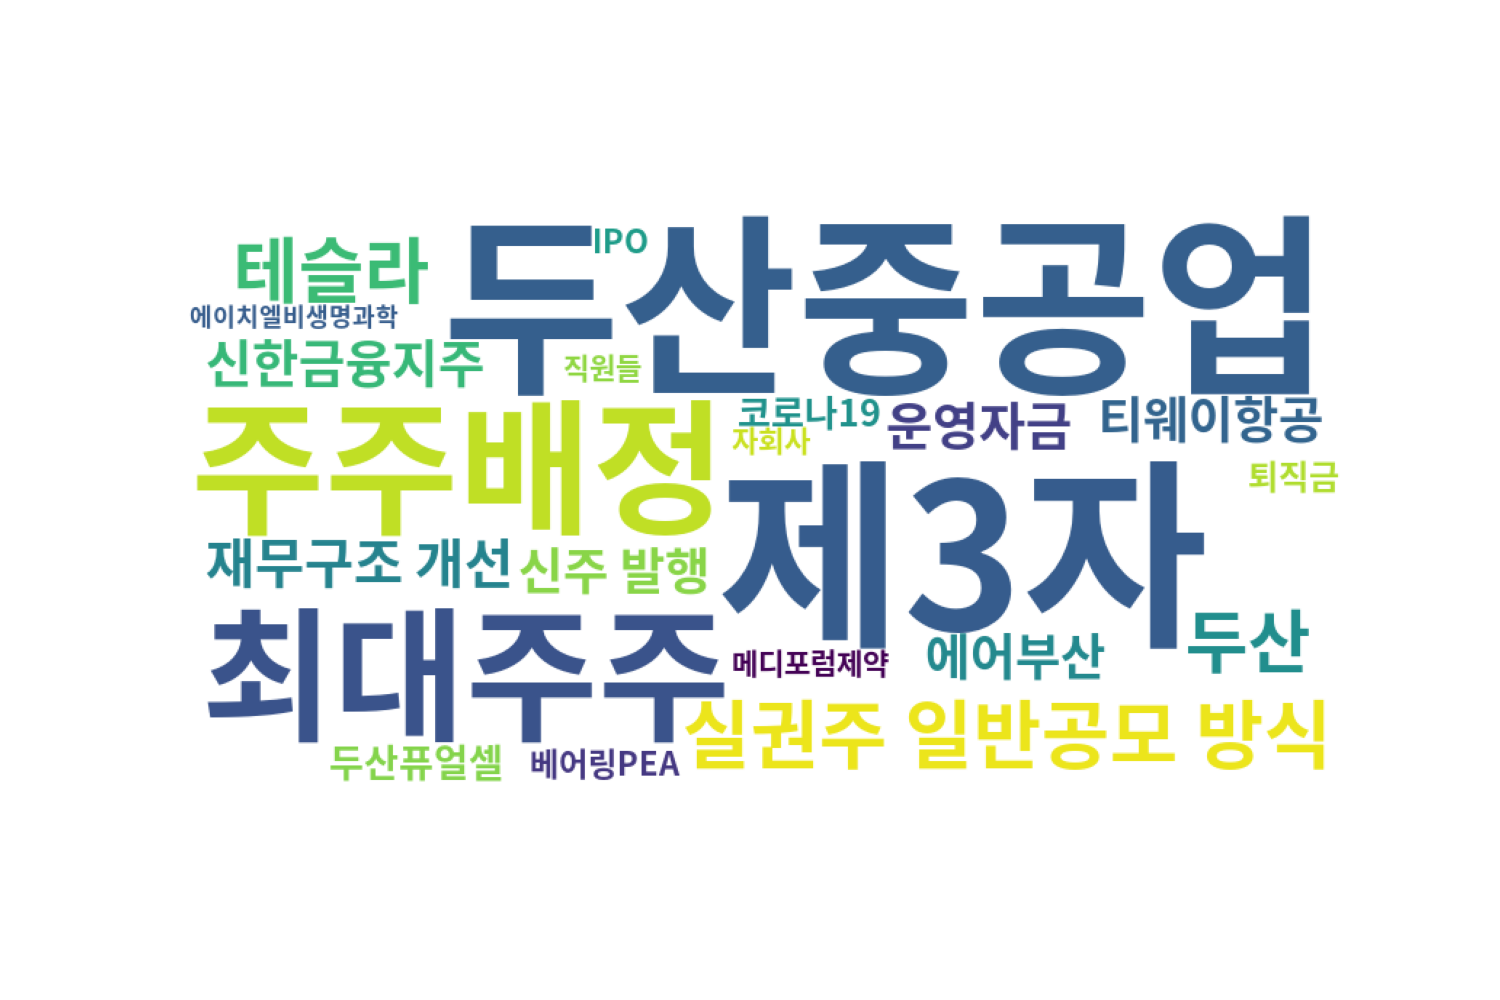 두산중공업
IPO
테슬라
에이치엘비생명과학
신한금융지주
직원들
주주배정
코로나19
운영자금
티웨이항공
자회사
퇴직금
제3자
재무구조 개선
신주 발행
최대주주
메디포럼제약
에어부산
두산
실권주 일반공모 방식
두산퓨얼셀
베어링PEA